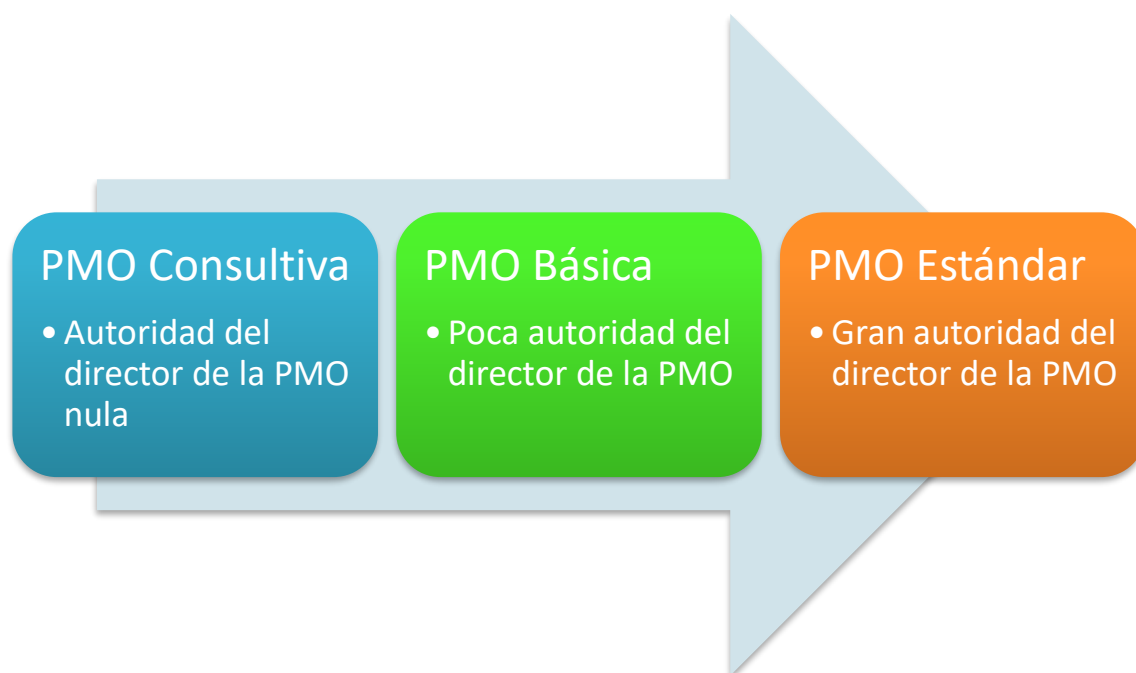 PMO Consultiva
• Autoridad del
director de la PMO
nula
PMO Básica
• Poca autoridad del
director de la PMO
PMO Estándar
• Gran autoridad del
director de la PMO